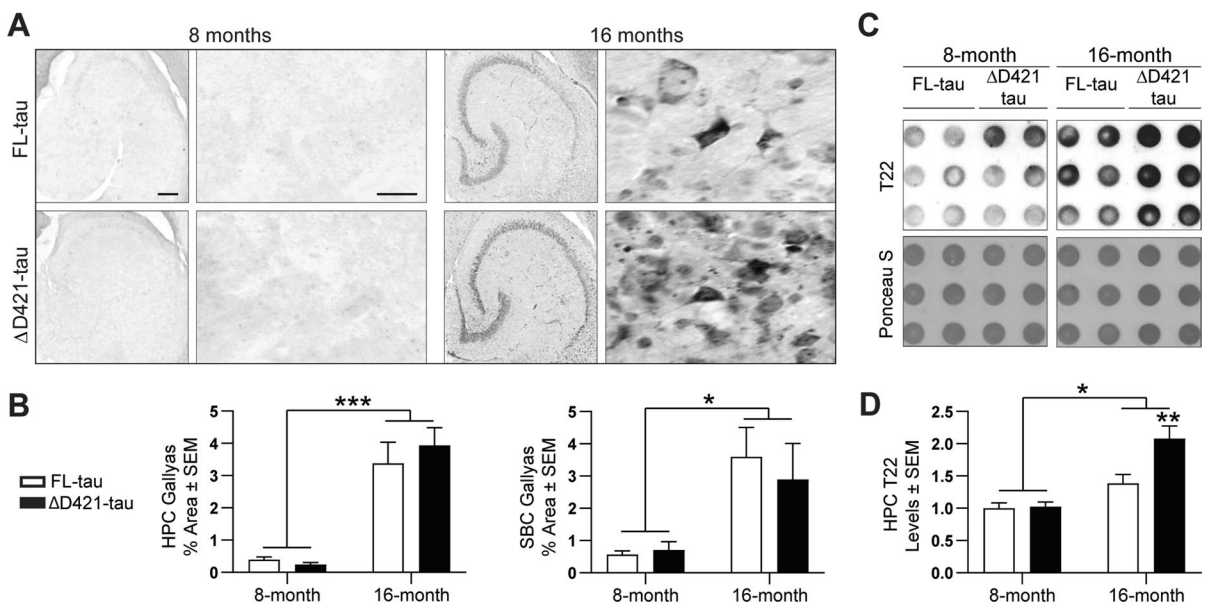 A
8 months
16 months
FL-tau
ΔD421-tau
C
8-month
16-month
FL-tau
ΔD421
tau
FL-tau
ΔD421
tau
T22
Ponceau S
B
FL-tau
ΔD421-tau
HPC Gallyas
% Area ± SEM
5
4
3
2
1
0
***
8-month
16-month
SBC Gallyas
% Area ± SEM
5
4
3
2
1
0
*
8-month
16-month
D
HPC T22
Levels ± SEM
2.5
2.0
1.5
1.0
0.5
0.0
*
**
8-month
16-month